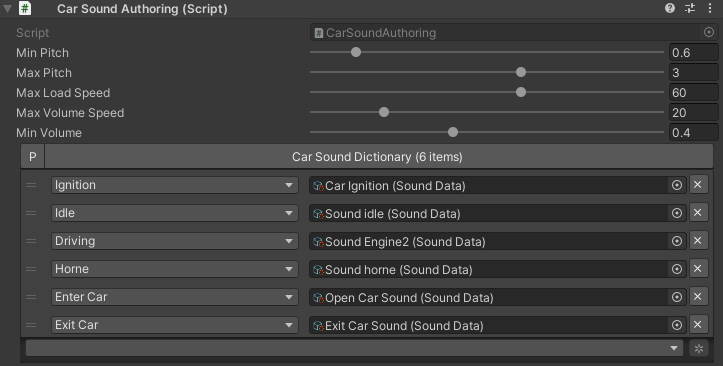 Car Sound Authoring (Script)
Script CarSoundAuthoring
Min Pitch 0.6
Max Pitch 3
Max Load Speed 60
Max Volume Speed 20
Min Volume 0.4
P Car Sound Dictionary (6 items)
Ignition Car Ignition (Sound Data)
Idle Sound idle (Sound Data)
Driving Sound Engine2 (Sound Data)
Horne Sound horne (Sound Data)
Enter Car Open Car Sound (Sound Data)
Exit Car Exit Car Sound (Sound Data)